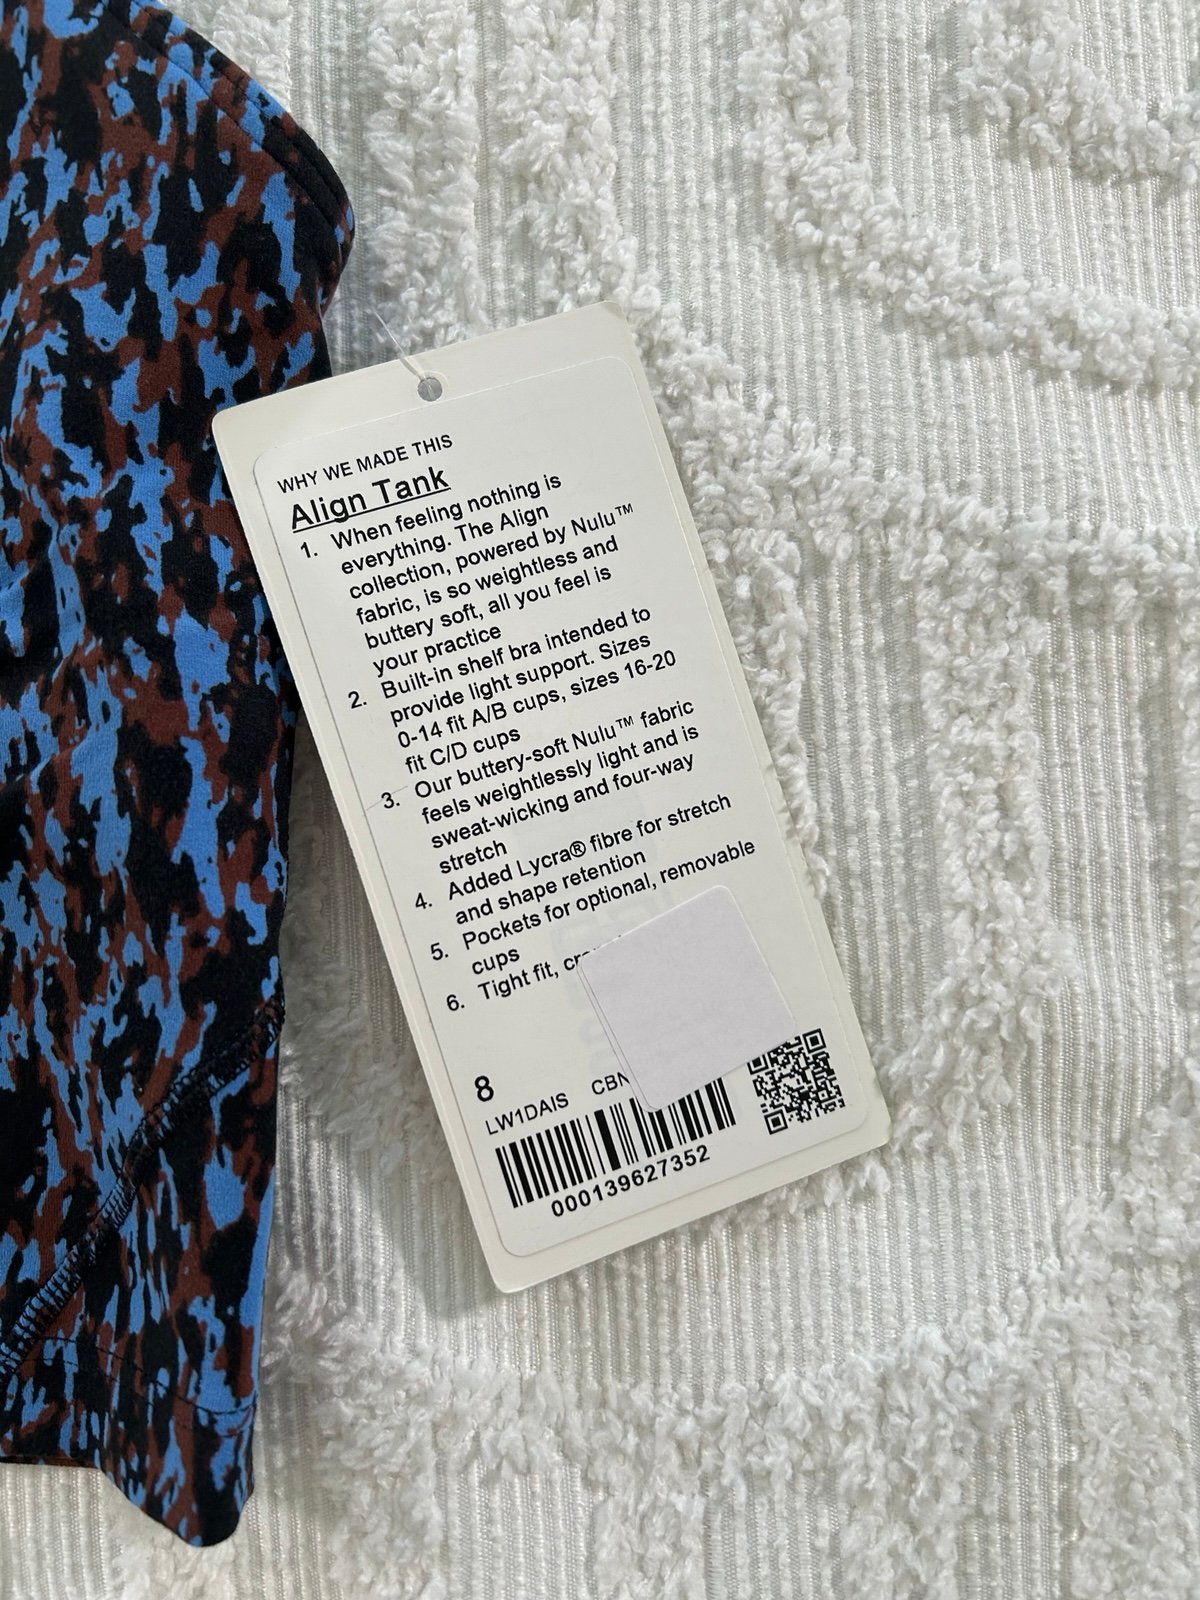 WHY WE MADE THIS
Align Tank
1. When feeling nothing is
everything. The Align
collection, powered by Nulu™
fabric, is so weightless and
buttery soft, all you feel is
your practice
2. Built-in shelf bra intended to
provide light support. Sizes
0-14 fit A/B cups, sizes 16-20
fit C/D cups
3. Our buttery-soft Nulu™ fabric
feels weightlessly light and is
sweat-wicking and four-way
stretch
4. Added Lycra® fibre for stretch
and shape retention
5. Pockets for optional, removable
cups
6. Tight fit,
8
LW1DAIS
000139627352